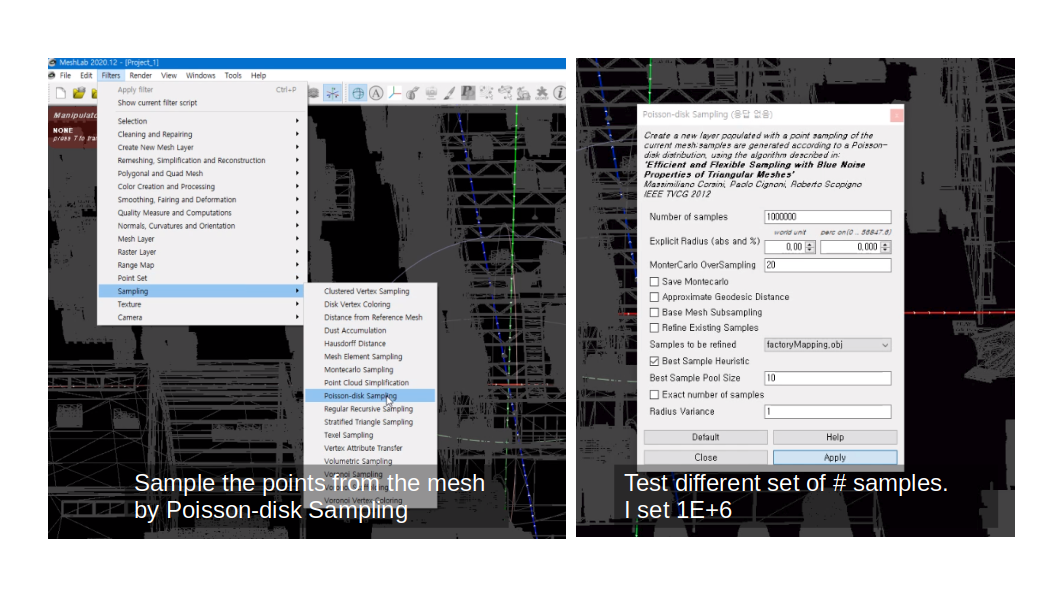 MeshLab 2020.12 - [Project_1]
File Edit Filters Render View Windows Tools Help
Apply filter Ctrl+P
Show current filter script
Selection
Cleaning and Repairing
Create New Mesh Layer
Remeshing, Simplification and Reconstruction
Polygonal and Quad Mesh
Color Creation and Processing
Smoothing, Fairing and Deformation
Quality Measure and Computations
Normals, Curvatures and Orientation
Mesh Layer
Raster Layer
Range Map
Point Set
Sampling
Texture
Camera
NONE
Clustered Vertex Sampling
Disk Vertex Coloring
Distance from Reference Mesh
Dust Accumulation
Hausdorff Distance
Mesh Element Sampling
Montecarlo Sampling
Point Cloud Simplification
Poisson-disk Sampling
Regular Recursive Sampling
Stratified Triangle Sampling
Texel Sampling
Vertex Attribute Transfer
Volumetric Sampling
Voronoi Sampling
Voronoi Vertex Coloring
Sample the points from the mesh
by Poisson-disk Sampling
Poisson-disk Sampling (응답 없음)
Create a new layer populated with a point sampling of the
current mesh;samples are generated according to a Poisson-
disk distribution, using the algorithm described in:
'Efficient and Flexible Sampling with Blue Noise
Properties of Triangular Meshes'
Massimiliano Corsini, Paolo Cignoni, Roberto Scopigno
IEEE TVCG 2012
Number of samples 1000000
world unit perc on(0 .. 56847.6)
Explicit Radius (abs and %) 0.00 0.000
MonterCarlo OverSampling 20
Save Montecarlo
Approximate Geodesic Distance
Base Mesh Subsampling
Refine Existing Samples
Samples to be refined factoryMapping.obj
Best Sample Heuristic
Best Sample Pool Size 10
Exact number of samples
Radius Variance 1
Default Help
Close Apply
Test different set of # samples.
I set 1E+6